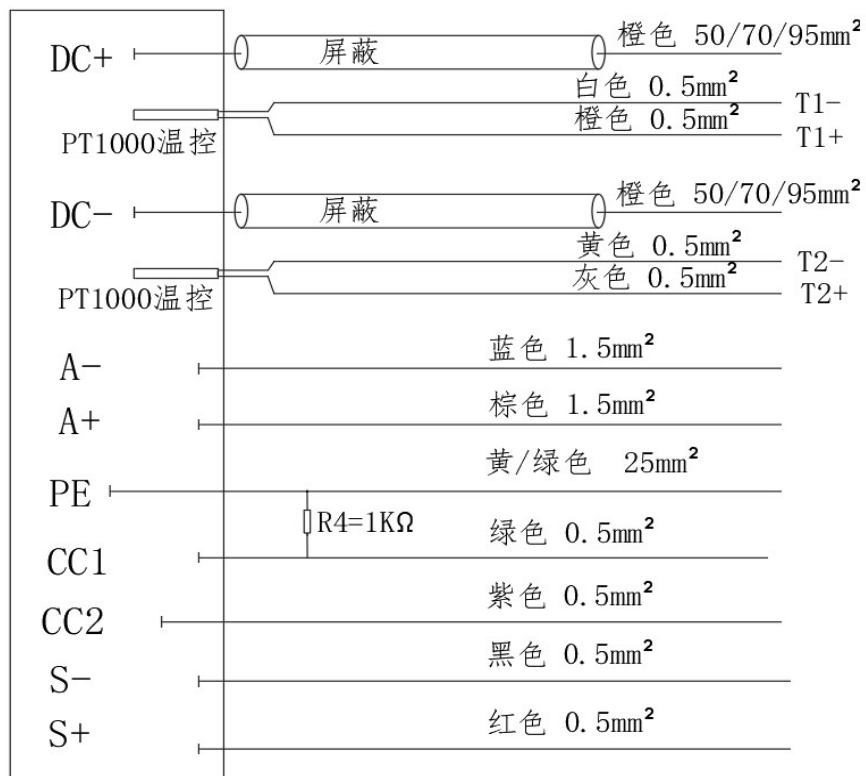 DC+ 屏蔽 橙色 50/70/95mm²
白色 0.5mm² T1-
PT1000温控 橙色 0.5mm² T1+
DC- 屏蔽 橙色 50/70/95mm²
黄色 0.5mm² T2-
PT1000温控 灰色 0.5mm² T2+
A- 蓝色 1.5mm²
A+ 棕色 1.5mm²
PE 黄/绿色 25mm²
R4=1KΩ
CC1 绿色 0.5mm²
CC2 紫色 0.5mm²
S- 黑色 0.5mm²
S+ 红色 0.5mm²